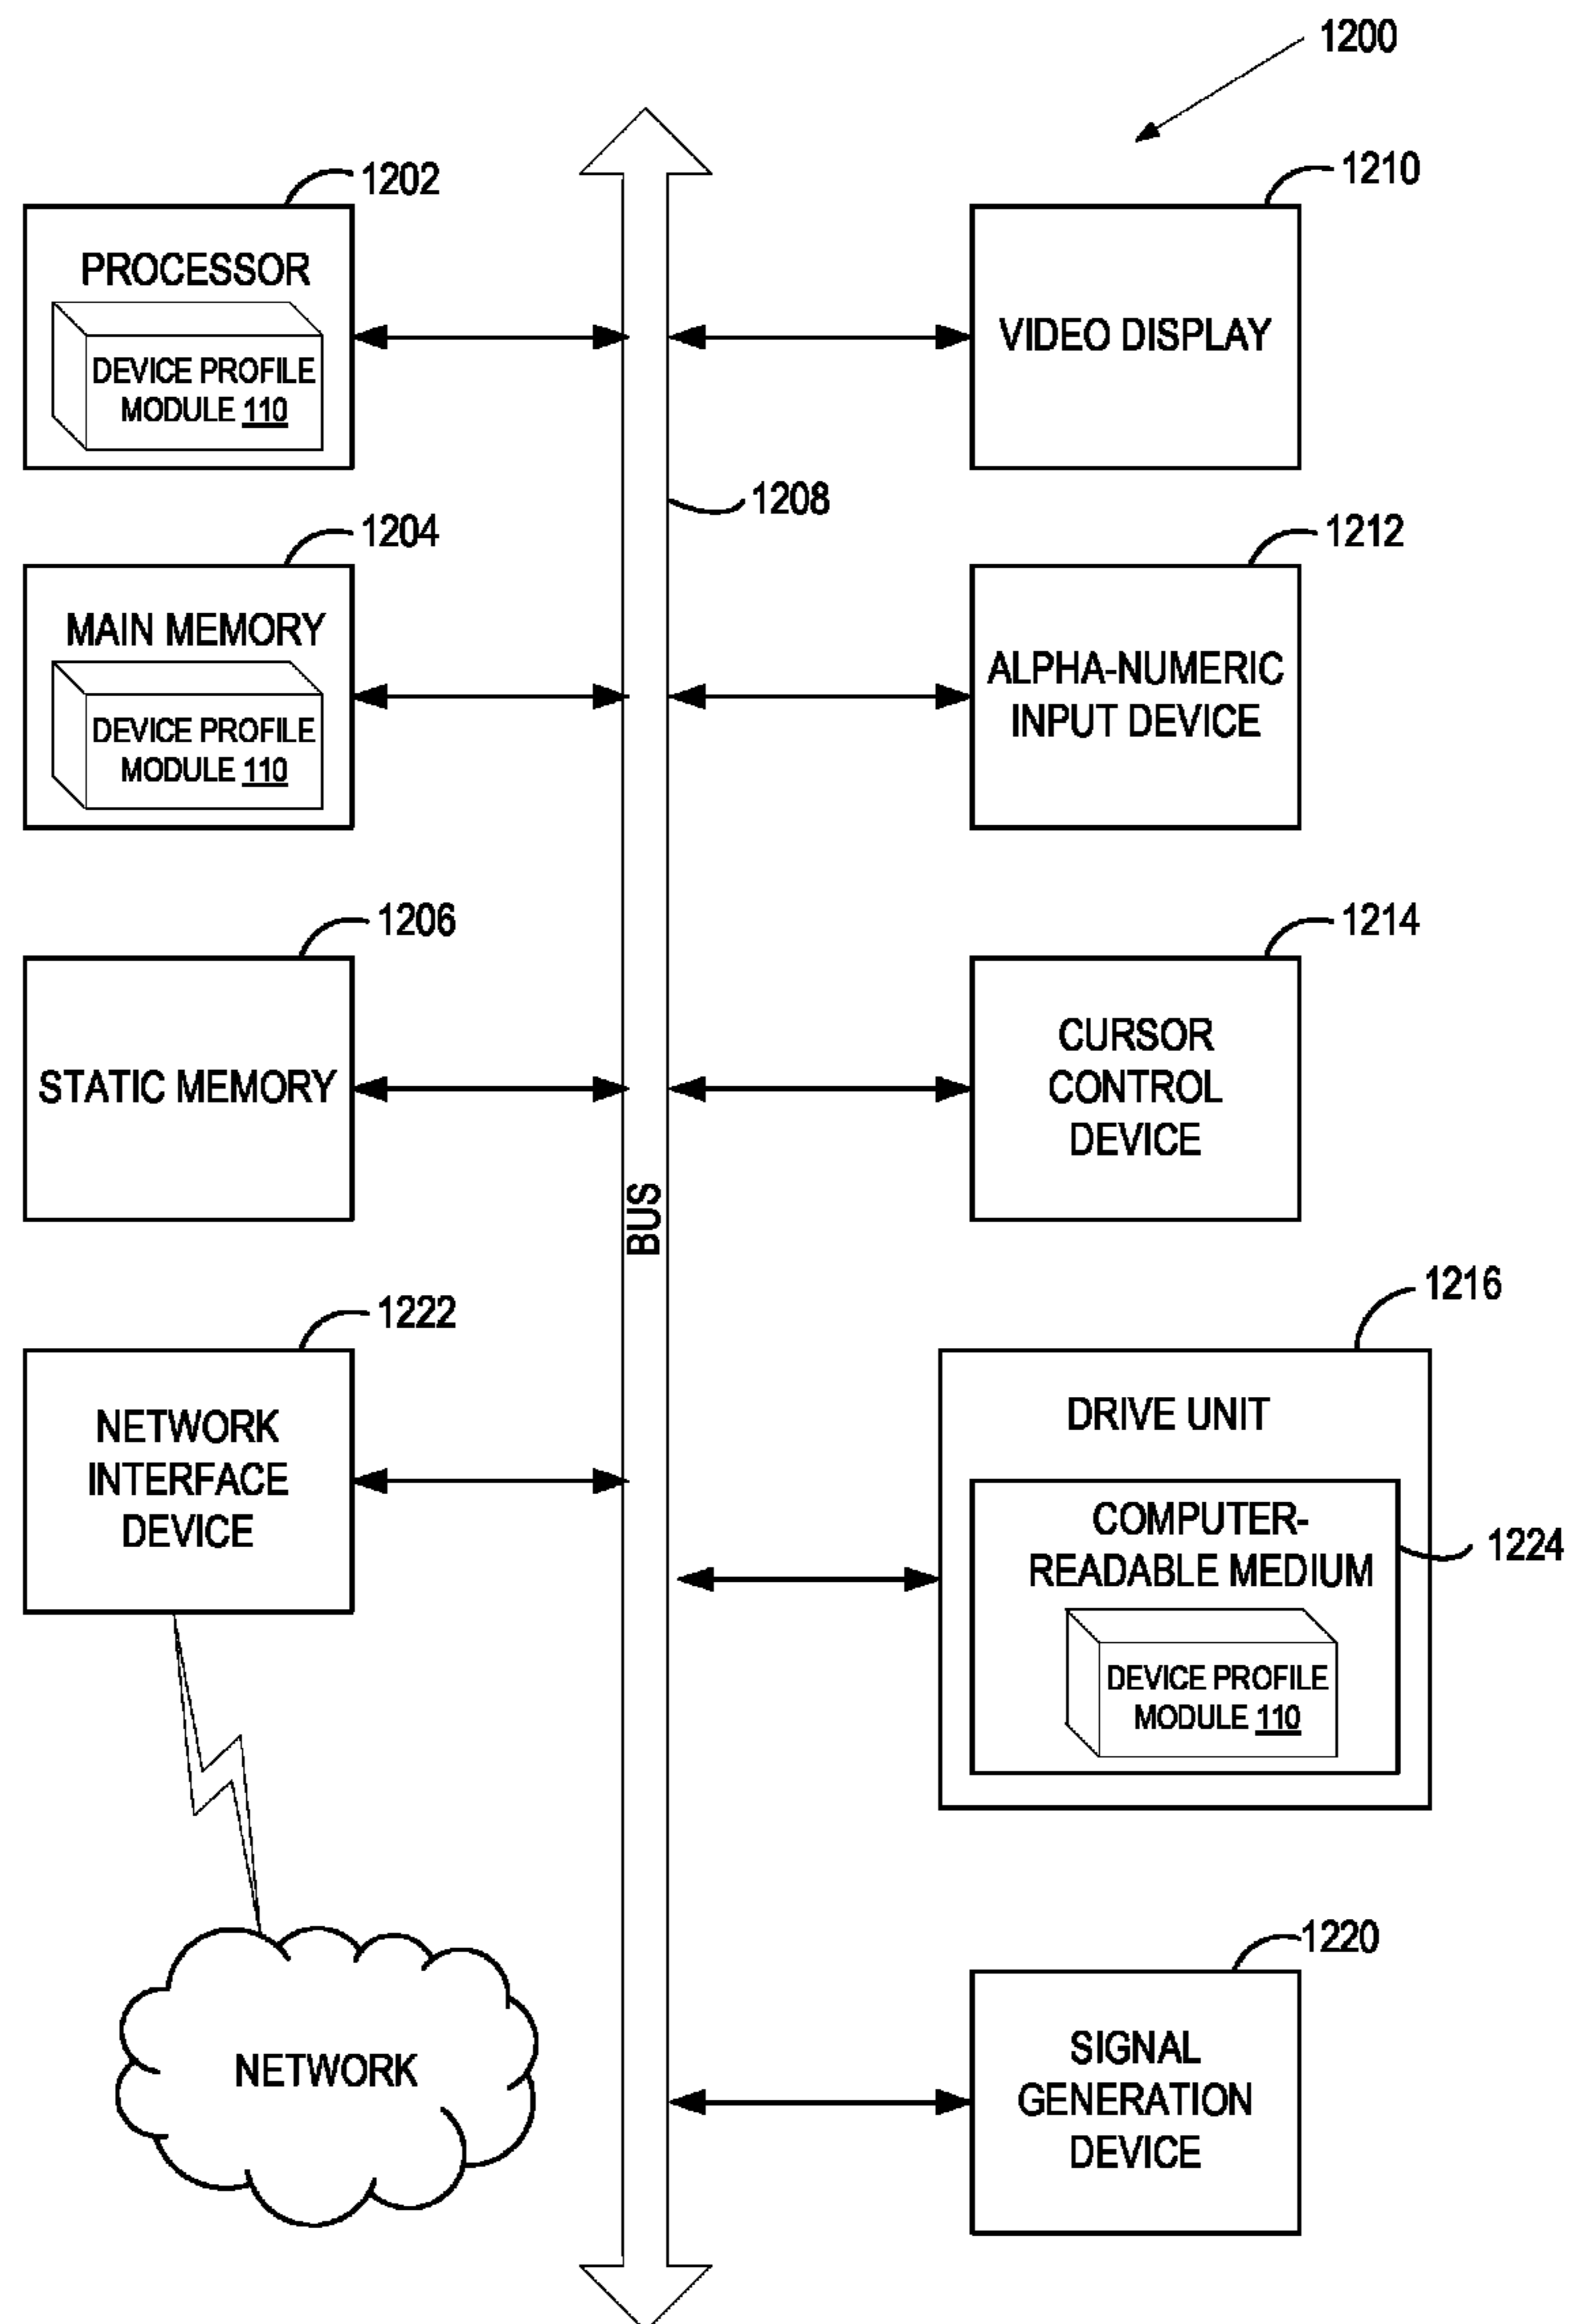 1200
1202
PROCESSOR
DEVICE PROFILE
MODULE 110
1210
VIDEO DISPLAY
1208
1204
MAIN MEMORY
DEVICE PROFILE
MODULE 110
1212
ALPHA-NUMERIC
INPUT DEVICE
1206
STATIC MEMORY
1214
CURSOR
CONTROL
DEVICE
BUS
1222
NETWORK
INTERFACE
DEVICE
1216
DRIVE UNIT
COMPUTER-
READABLE MEDIUM
1224
DEVICE PROFILE
MODULE 110
NETWORK
1220
SIGNAL
GENERATION
DEVICE